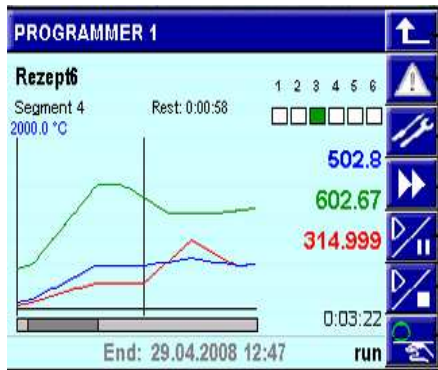 PROGRAMMER 1
Rezept6
1 2 3 4 5 6
Segment 4 Rest: 0:00:58
2000.0 °C
502.8
602.67
314.999
0:03:22
End: 29.04.2008 12:47 run